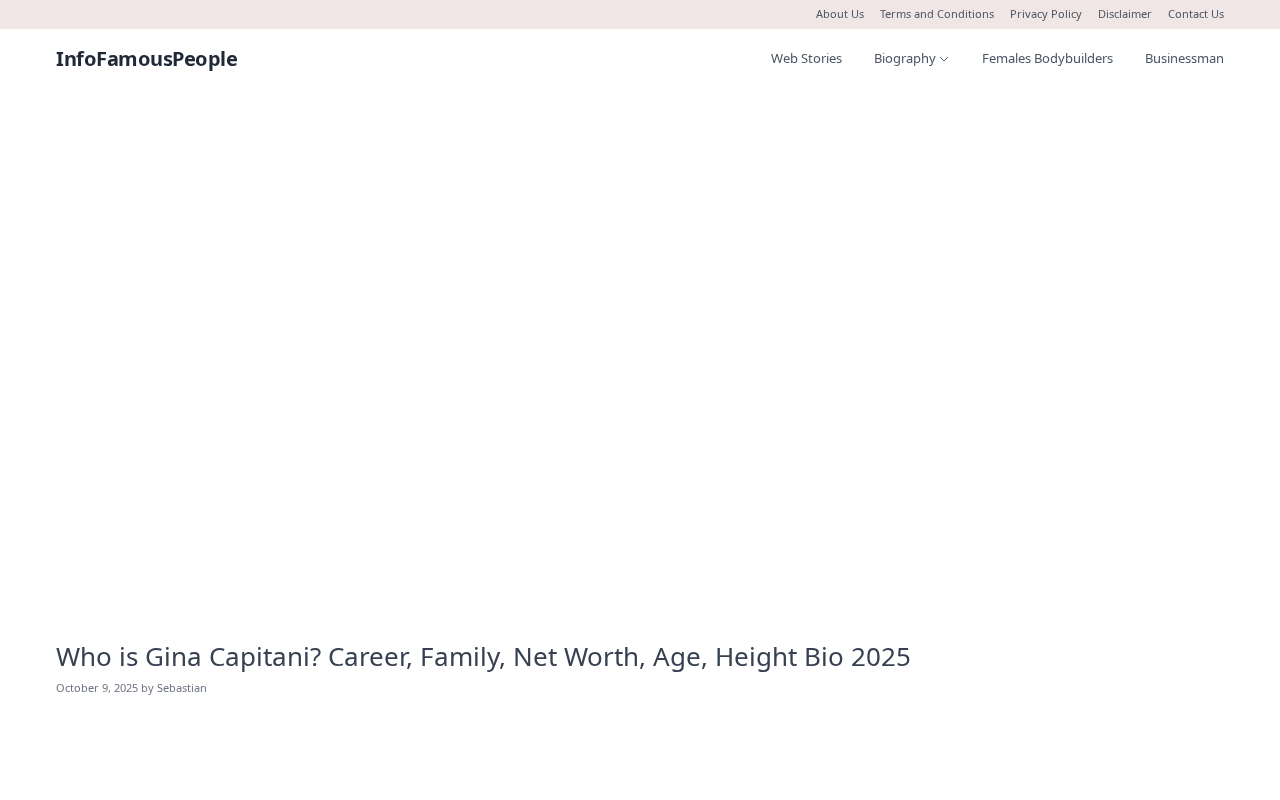 About Us Terms and Conditions Privacy Policy Disclaimer Contact Us
InfoFamousPeople Web Stories Biography Females Bodybuilders Businessman
Who is Gina Capitani? Career, Family, Net Worth, Age, Height Bio 2025
October 9, 2025 by Sebastian